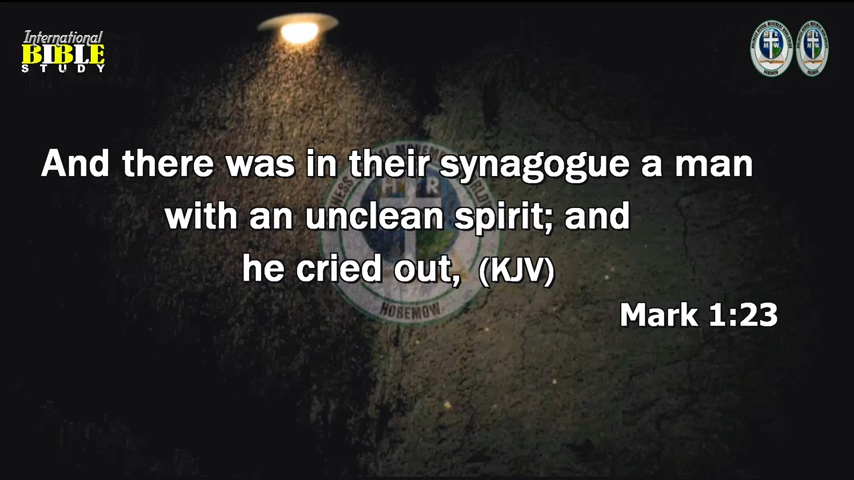 International
BIBLE
STUDY
And there was in their synagogue a man
with an unclean spirit; and
he cried out, (KJV)
Mark 1:23
HOREMOW